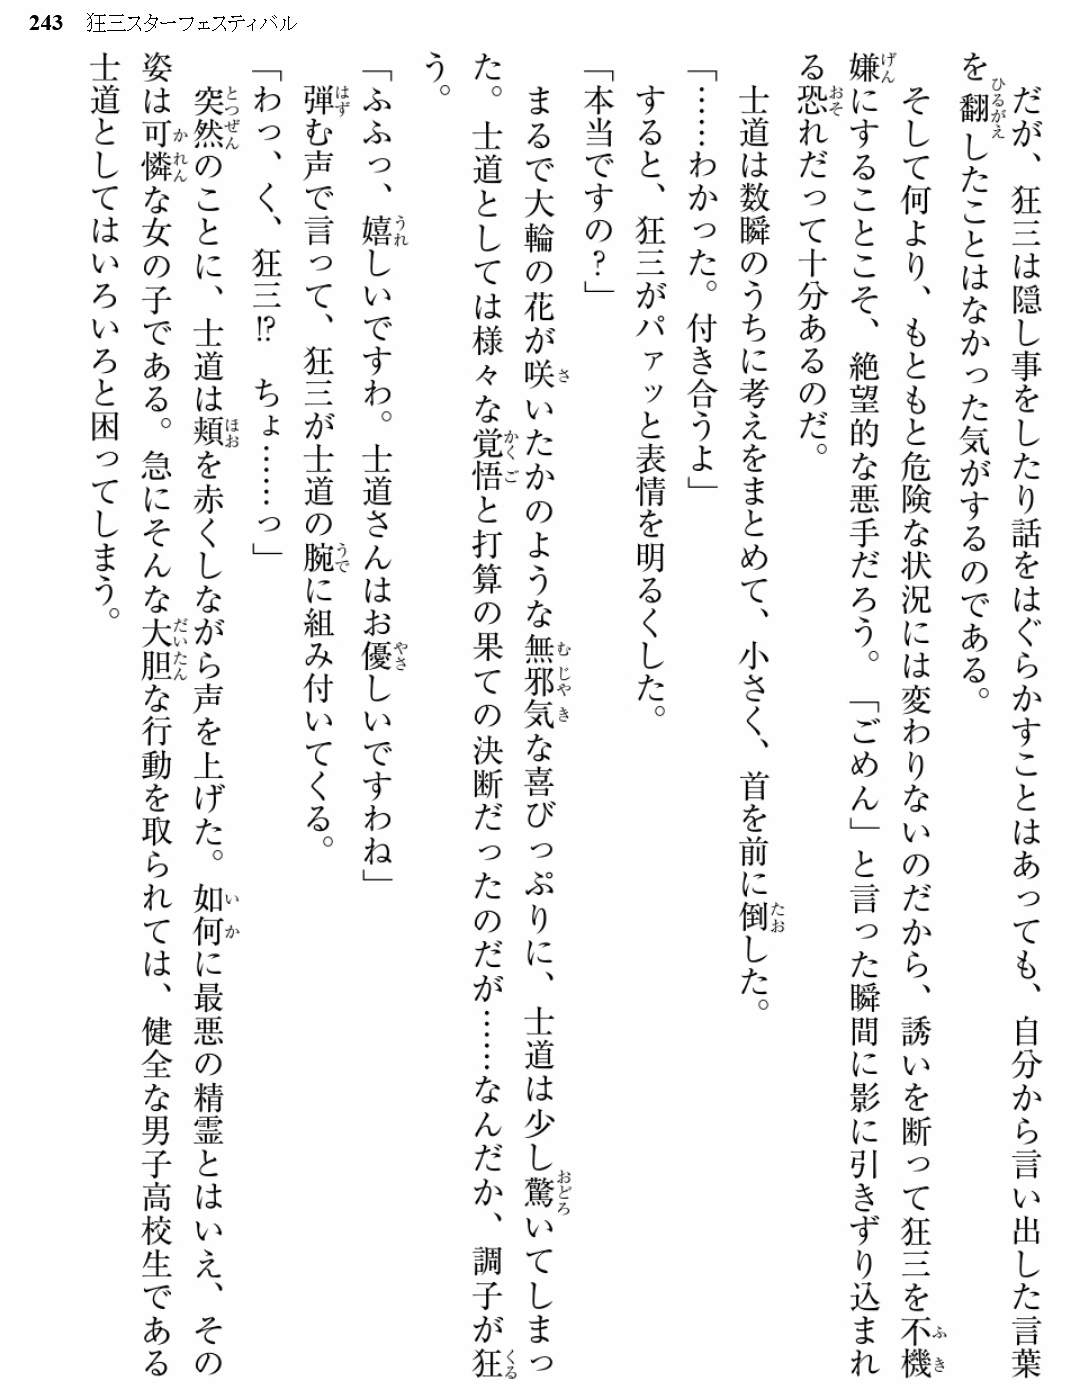 243 狂三スターフェスティバル
だが、狂三は隠し事をしたり話をはぐらかすことはあっても、自分から言い出した言葉
を翻したことはなかった気がするのである。
そして何より、もともと危険な状況には変わりないのだから、誘いを断って狂三を不機
嫌にすることこそ、絶望的な悪手だろう。「ごめん」と言った瞬間に影に引きずり込まれ
る恐れだって十分あるのだ。
士道は数瞬のうちに考えをまとめて、小さく、首を前に倒した。
「……わかった。付き合うよ」
すると、狂三がパァッと表情を明るくした。
「本当ですの？」
まるで大輪の花が咲いたかのような無邪気な喜びっぷりに、士道は少し驚いてしまっ
た。士道としては様々な覚悟と打算の果ての決断だったのだが……なんだか、調子が狂
う。
「ふふっ、嬉しいですわ。士道さんはお優しいですわね」
弾む声で言って、狂三が士道の腕に組み付いてくる。
「わっ、く、狂三!?　ちょ……っ」
突然のことに、士道は頬を赤くしながら声を上げた。如何に最悪の精霊とはいえ、その
姿は可憐な女の子である。急にそんな大胆な行動を取られては、健全な男子高校生である
士道としてはいろいろと困ってしまう。